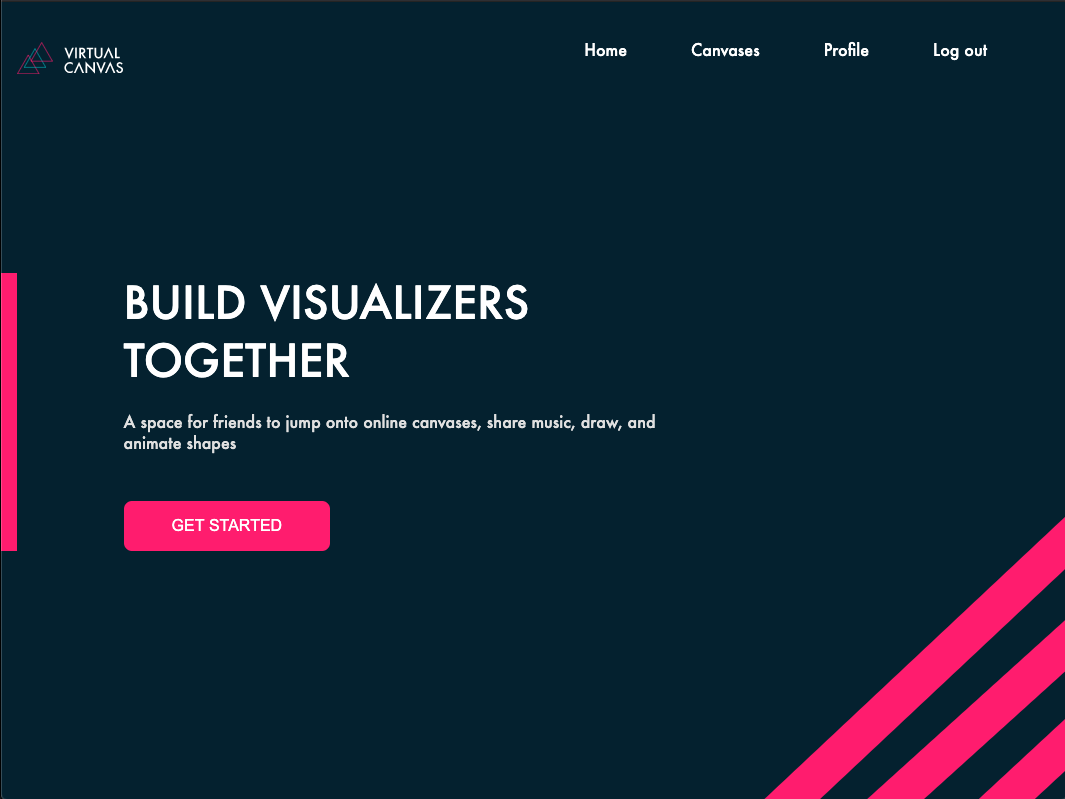 VIRTUAL
CANVAS
Home Canvases Profile Log out
BUILD VISUALIZERS
TOGETHER
A space for friends to jump onto online canvases, share music, draw, and
animate shapes
GET STARTED